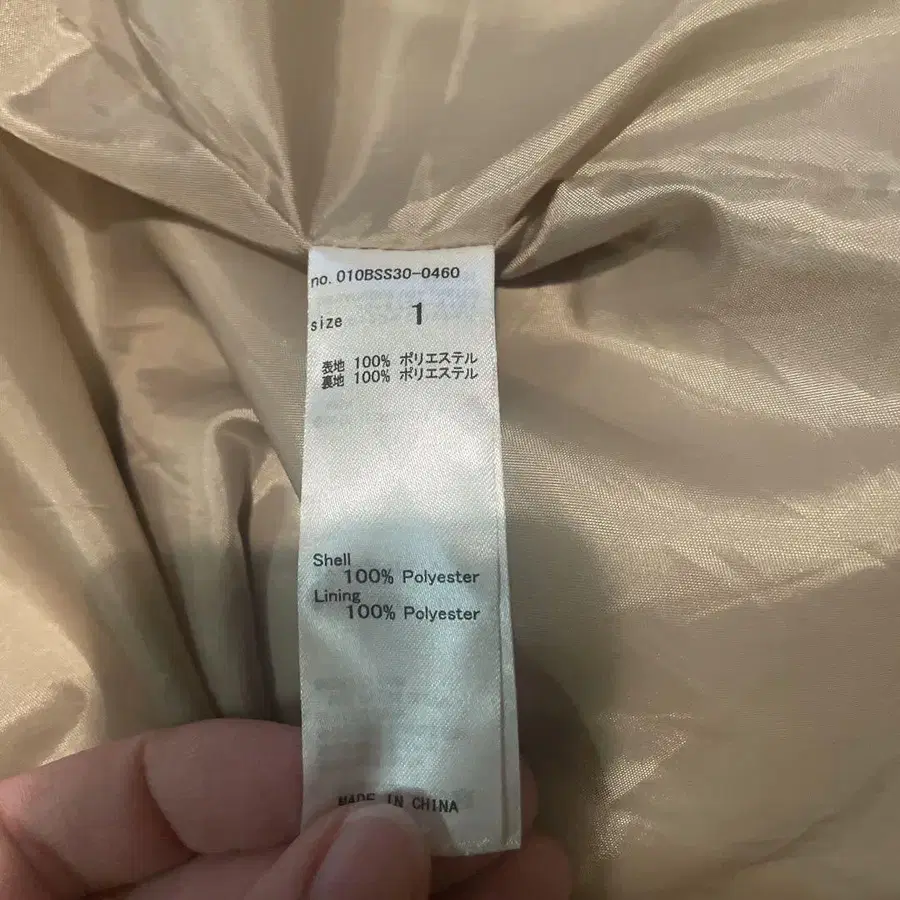 no. 010BSS30-0460
size 1
表地 100% ポリエステル
裏地 100% ポリエステル
Shell
100% Polyester
Lining
100% Polyester
MADE IN CHINA